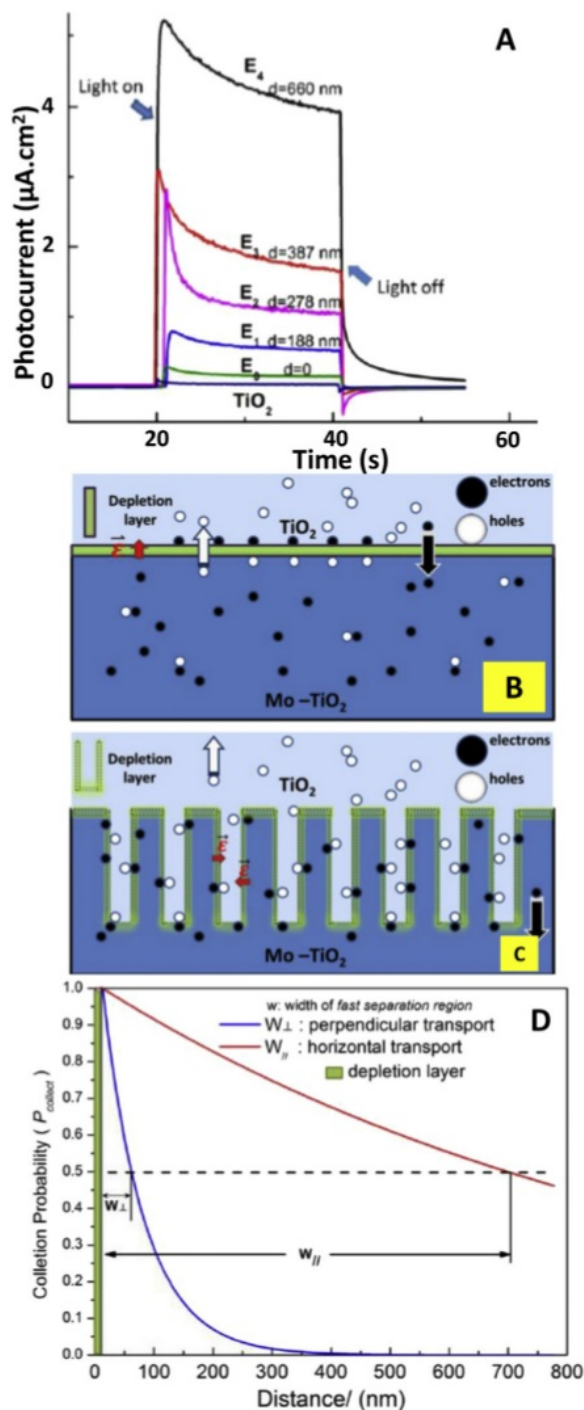 A
Light on
E4 d=660 nm
E3 d=387 nm
Light off
E2 d=278 nm
E1 d=188 nm
E0 d=0
TiO2
Photocurrent (µA.cm²)
4
2
0
20
40
60
Time (s)
Depletion
layer
TiO₂
electrons
holes
ε
Mo –TiO₂
B
Depletion
layer
TiO₂
electrons
holes
ε
ε
Mo –TiO₂
C
D
w: width of fast separation region
W⊥ : perpendicular transport
W// : horizontal transport
depletion layer
Colletion Probability ( Pcollect )
1.0
0.9
0.8
0.7
0.6
0.5
0.4
0.3
0.2
0.1
0.0
W⊥
W//
0
100
200
300
400
500
600
700
800
Distance/ (nm)